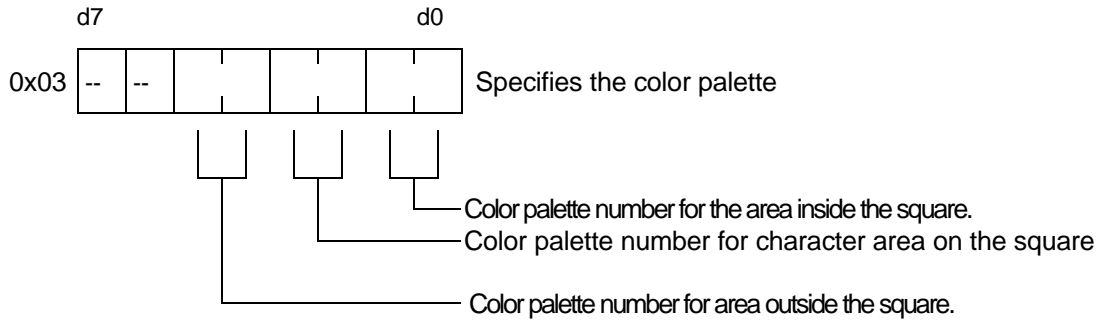 d7 d0
0x03 -- -- Specifies the color palette
Color palette number for the area inside the square.
Color palette number for character area on the square
Color palette number for area outside the square.